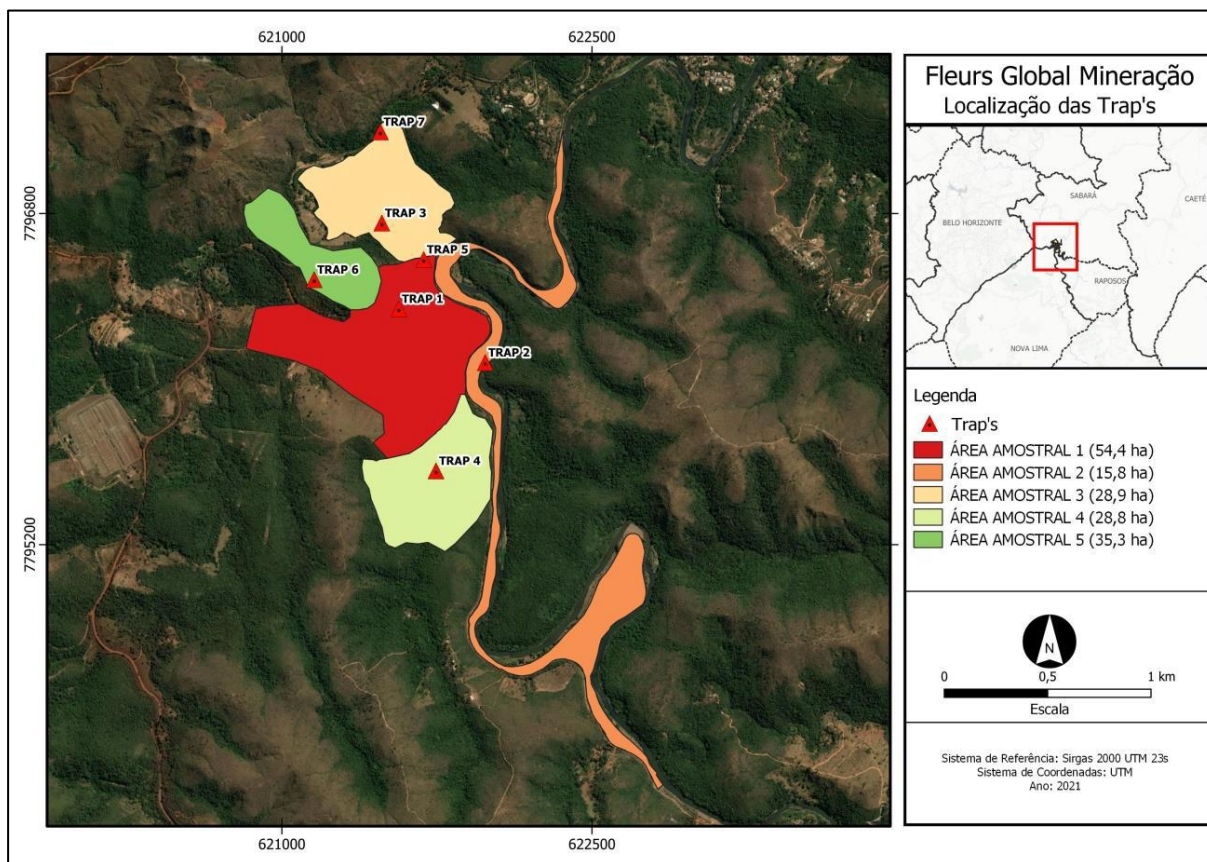 621000
622500
7796800
7795200
TRAP 7
TRAP 3
TRAP 5
TRAP 6
TRAP 1
TRAP 2
TRAP 4
621000
622500
Fleurs Global Mineração
Localização das Trap's
SABARÁ
CAETÉ
BELO HORIZONTE
RAPOSOS
NOVA LIMA
Legenda
Trap's
ÁREA AMOSTRAL 1 (54,4 ha)
ÁREA AMOSTRAL 2 (15,8 ha)
ÁREA AMOSTRAL 3 (28,9 ha)
ÁREA AMOSTRAL 4 (28,8 ha)
ÁREA AMOSTRAL 5 (35,3 ha)
N
0 0,5 1 km
Escala
Sistema de Referência: Sirgas 2000 UTM 23s
Sistema de Coordenadas: UTM
Ano: 2021